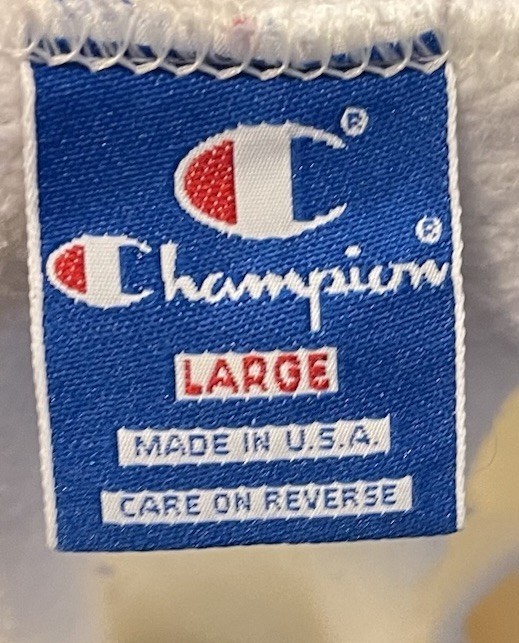 C®
Champion®
LARGE
MADE IN U.S.A.
CARE ON REVERSE